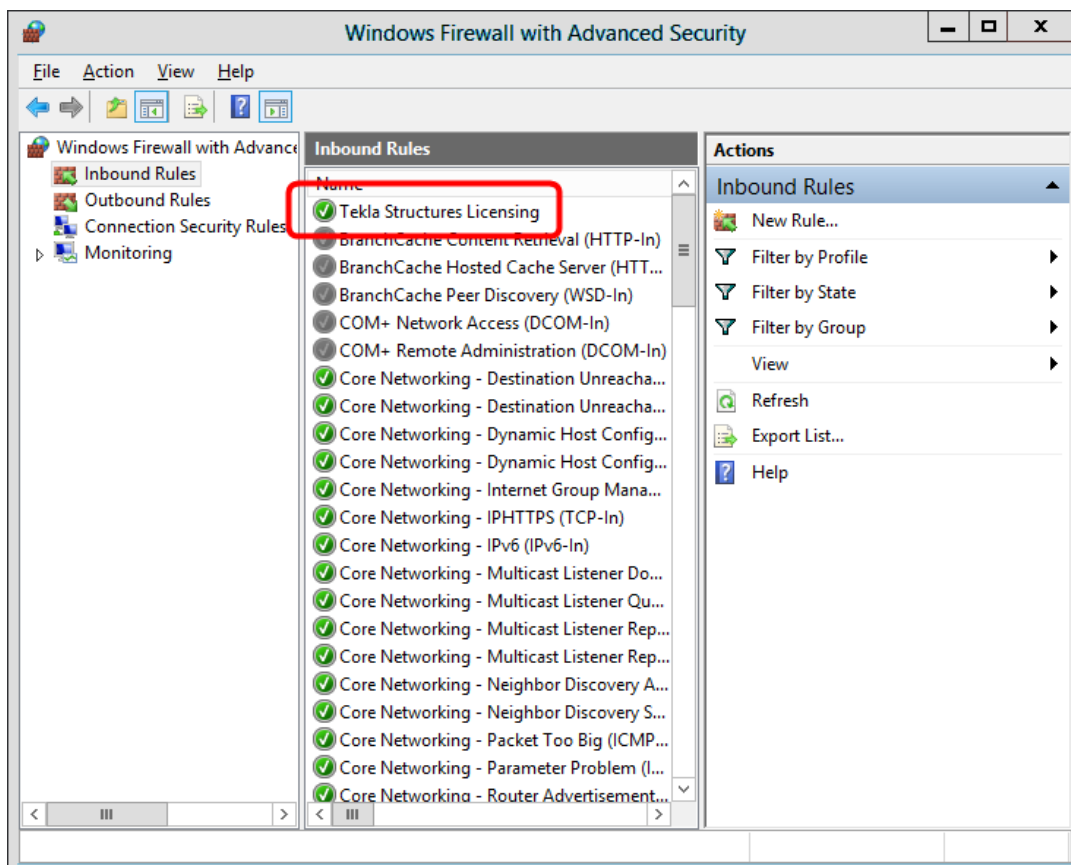 Windows Firewall with Advanced Security
File Action View Help
Windows Firewall with Advance
Inbound Rules
Outbound Rules
Connection Security Rules
Monitoring
Inbound Rules
Name
Tekla Structures Licensing
BranchCache Content Retrieval (HTTP-In)
BranchCache Hosted Cache Server (HTT...
BranchCache Peer Discovery (WSD-In)
COM+ Network Access (DCOM-In)
COM+ Remote Administration (DCOM-In)
Core Networking - Destination Unreacha...
Core Networking - Destination Unreacha...
Core Networking - Dynamic Host Config...
Core Networking - Dynamic Host Config...
Core Networking - Internet Group Mana...
Core Networking - IPHTTPS (TCP-In)
Core Networking - IPv6 (IPv6-In)
Core Networking - Multicast Listener Do...
Core Networking - Multicast Listener Qu...
Core Networking - Multicast Listener Rep...
Core Networking - Multicast Listener Rep...
Core Networking - Neighbor Discovery A...
Core Networking - Neighbor Discovery S...
Core Networking - Packet Too Big (ICMP...
Core Networking - Parameter Problem (I...
Core Networking - Router Advertisement...
Actions
Inbound Rules
New Rule...
Filter by Profile
Filter by State
Filter by Group
View
Refresh
Export List...
Help